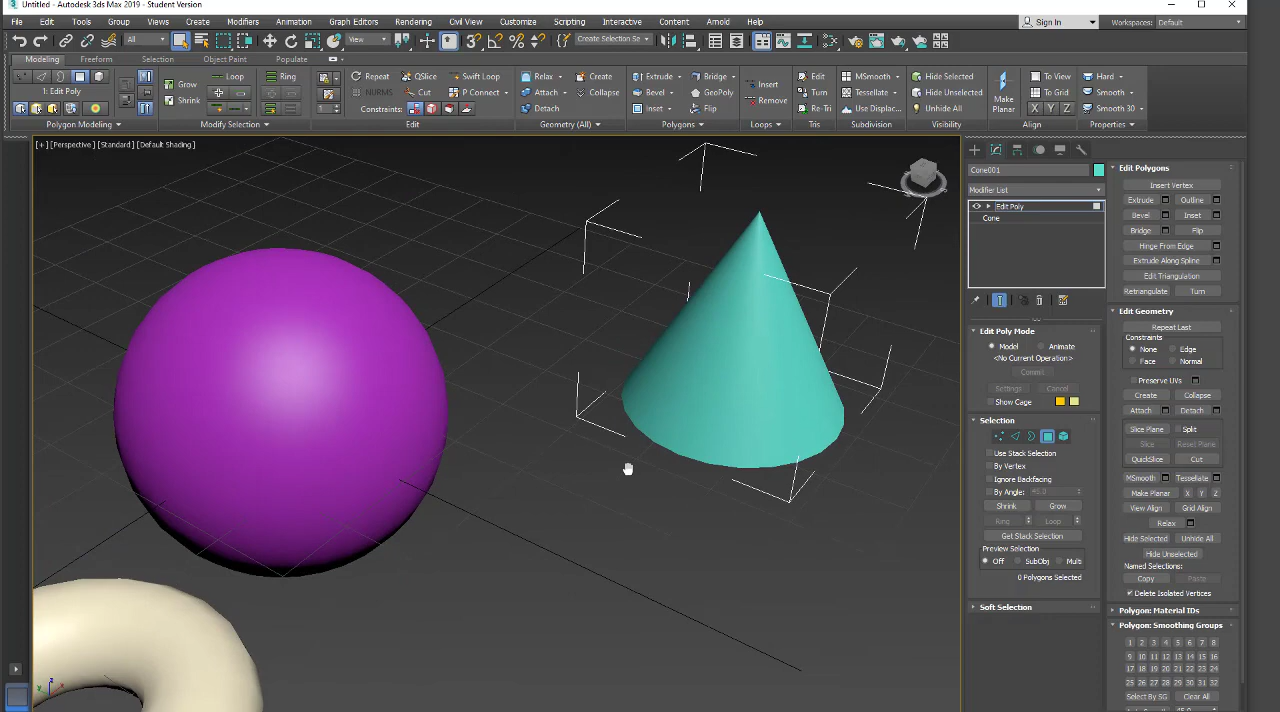 Untitled - Autodesk 3ds Max 2019 - Student Version
File Edit Tools Group Views Create Modifiers Animation Graph Editors Rendering Civil View Customize Scripting Interactive Content Arnold Help Sign In Workspaces: Default
All View Create Selection Se
Modeling Freeform Selection Object Paint Populate
Grow Loop Ring Repeat QSlice Swift Loop Relax Create Extrude Bridge Insert Edit MSmooth Hide Selected To View Hard
1: Edit Poly Shrink NURMS Cut P Connect Attach Collapse Bevel GeoPoly Remove Turn Tessellate Hide Unselected Make Planar To Grid Smooth
Constraints: Detach Inset Flip Re-Tri Use Displac... Unhide All X Y Z Smooth 30
Polygon Modeling Modify Selection Edit Geometry (All) Polygons Loops Tris Subdivision Visibility Align Properties
[+] [Perspective] [Standard] [Default Shading]
Cone001
Modifier List
Edit Poly
Cone
Edit Poly Mode
Model Animate
<No Current Operation>
Commit
Settings Cancel
Show Cage
Selection
Use Stack Selection
By Vertex
Ignore Backfacing
By Angle: 45.0
Shrink Grow
Ring Loop
Get Stack Selection
Preview Selection
Off SubObj Multi
0 Polygons Selected
Soft Selection
Edit Polygons
Insert Vertex
Extrude Outline
Bevel Inset
Bridge Flip
Hinge From Edge
Extrude Along Spline
Edit Triangulation
Retriangulate Turn
Edit Geometry
Repeat Last
Constraints
None Edge
Face Normal
Preserve UVs
Create Collapse
Attach Detach
Slice Plane Split
Slice Reset Plane
QuickSlice Cut
MSmooth Tessellate
Make Planar X Y Z
View Align Grid Align
Relax
Hide Selected Unhide All
Hide Unselected
Named Selections:
Copy Paste
Delete Isolated Vertices
Polygon: Material IDs
Polygon: Smoothing Groups
1 2 3 4 5 6 7 8
9 10 11 12 13 14 15 16
17 18 19 20 21 22 23 24
25 26 27 28 29 30 31 32
Select By SG Clear All